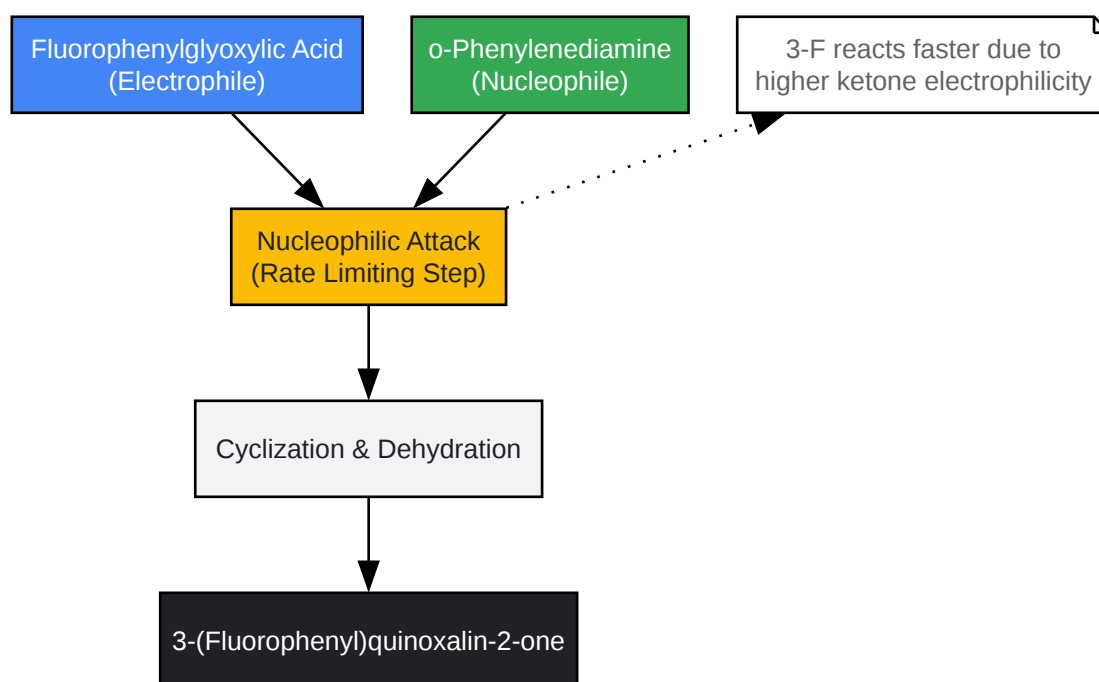 Fluorophenylglyoxylic Acid
(Electrophile)
o-Phenylenediamine
(Nucleophile)
3-F reacts faster due to
higher ketone electrophilicity
Nucleophilic Attack
(Rate Limiting Step)
Cyclization & Dehydration
3-(Fluorophenyl)quinoxalin-2-one